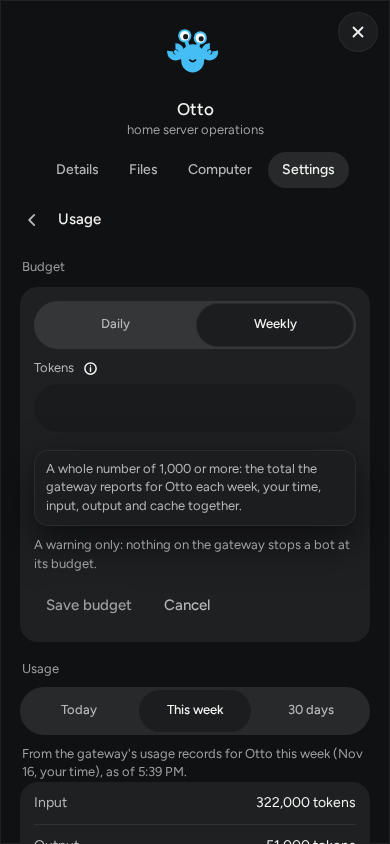 Otto
home server operations
Details Files Computer Settings
Usage
Budget
Daily Weekly
Tokens
A whole number of 1,000 or more: the total the
gateway reports for Otto each week, your time,
input, output and cache together.
A warning only: nothing on the gateway stops a bot at
its budget.
Save budget Cancel
Usage
Today This week 30 days
From the gateway's usage records for Otto this week (Nov
16, your time), as of 5:39 PM.
Input 322,000 tokens
Output 51,000 tokens